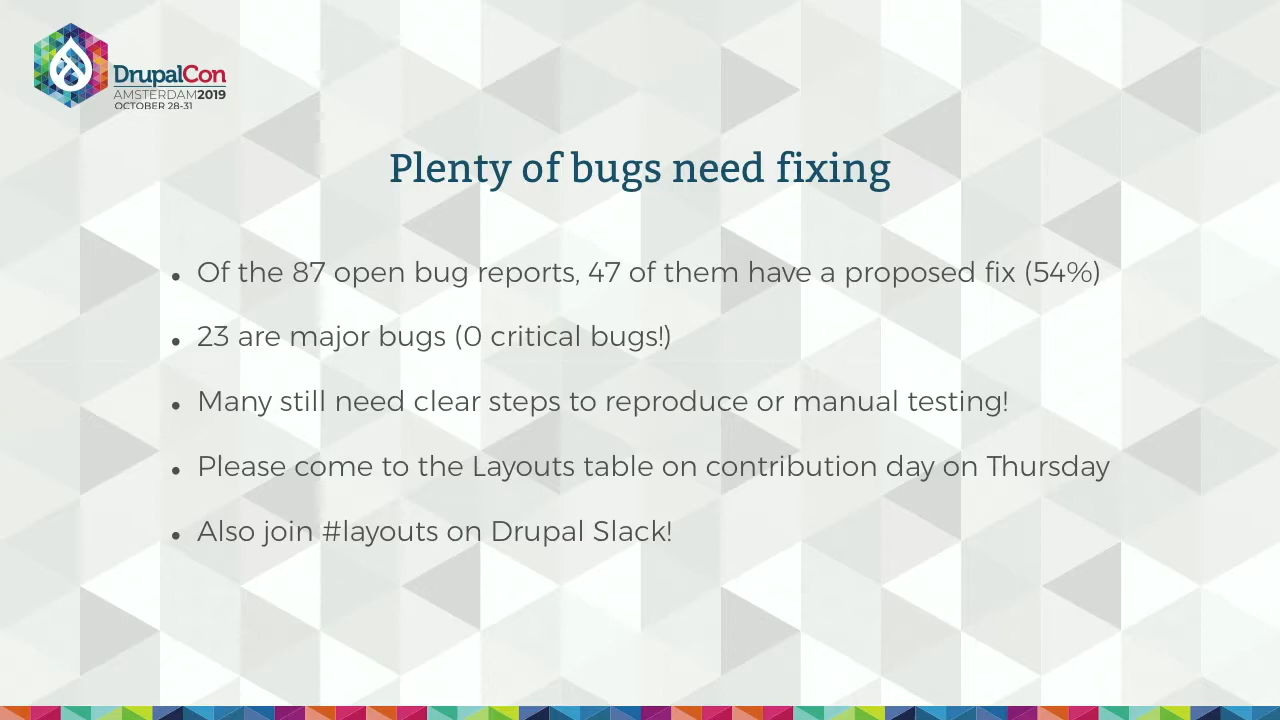 DrupalCon
AMSTERDAM2019
OCTOBER 28-31
Plenty of bugs need fixing
• Of the 87 open bug reports, 47 of them have a proposed fix (54%)
• 23 are major bugs (0 critical bugs!)
• Many still need clear steps to reproduce or manual testing!
• Please come to the Layouts table on contribution day on Thursday
• Also join #layouts on Drupal Slack!